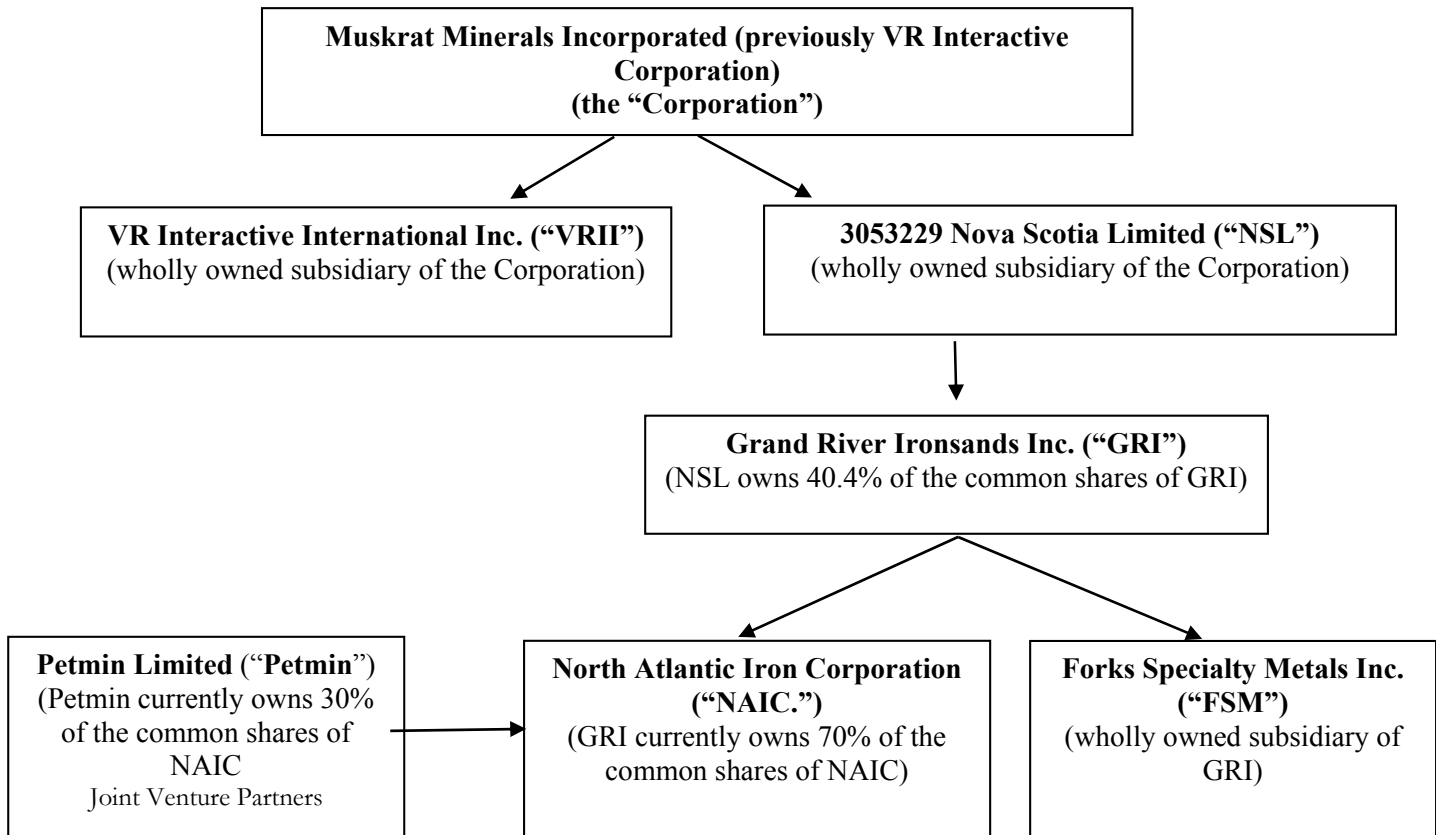 Muskrat Minerals Incorporated (previously VR Interactive
Corporation)
(the “Corporation”)
VR Interactive International Inc. (“VRII”)
(wholly owned subsidiary of the Corporation)
3053229 Nova Scotia Limited (“NSL”)
(wholly owned subsidiary of the Corporation)
Grand River Ironsands Inc. (“GRI”)
(NSL owns 40.4% of the common shares of GRI)
Petmin Limited (“Petmin”)
(Petmin currently owns 30%
of the common shares of
NAIC
Joint Venture Partners
North Atlantic Iron Corporation
(“NAIC.”)
(GRI currently owns 70% of the
common shares of NAIC)
Forks Specialty Metals Inc.
(“FSM”)
(wholly owned subsidiary of
GRI)